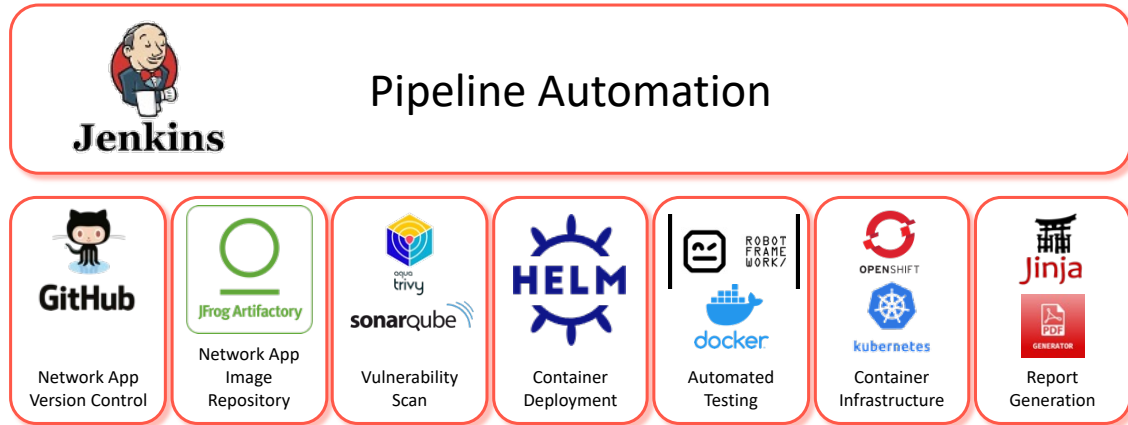 Jenkins
Pipeline Automation
GitHub
Network App
Version Control
JFrog Artifactory
Network App
Image
Repository
aqua
trivy
sonarqube
Vulnerability
Scan
HELM
Container
Deployment
ROBOT
FRAME
WORK/
docker
Automated
Testing
OPENSHIFT
kubernetes
Container
Infrastructure
Jinja
PDF
GENERATOR
Report
Generation